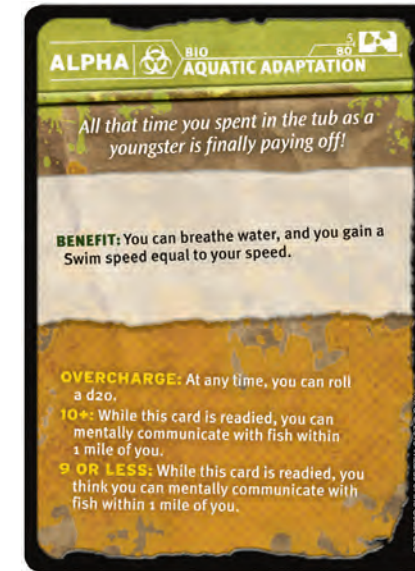 5
80
ALPHA BIO
AQUATIC ADAPTATION
All that time you spent in the tub as a
youngster is finally paying off!
BENEFIT: You can breathe water, and you gain a
Swim speed equal to your speed.
OVERCHARGE: At any time, you can roll
a d20.
10+: While this card is readied, you can
mentally communicate with fish within
1 mile of you.
9 OR LESS: While this card is readied, you
think you can mentally communicate with
fish within 1 mile of you.